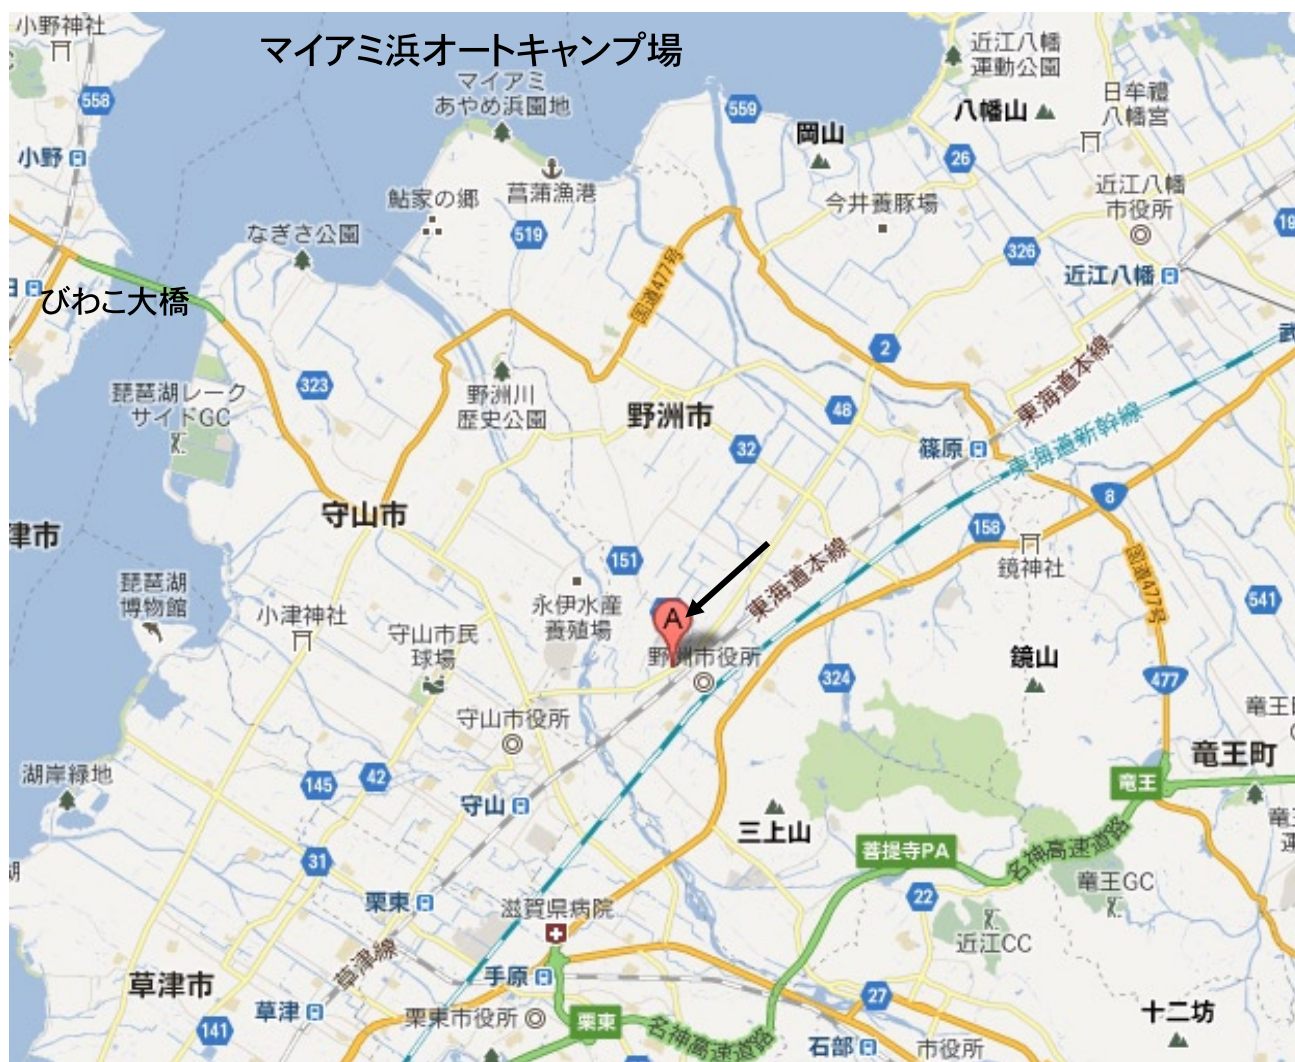 小野神社
マイアミ浜オートキャンプ場
マイアミ
あやめ浜園地
近江八幡
運動公園
558
559
八幡山
日牟禮
八幡宮
岡山
小野
26
鮎家の郷
菖蒲漁港
今井養豚場
近江八幡
市役所
なぎさ公園
519
326
19
近江八幡
国道477号
日
びわこ大橋
2
武
琵琶湖レーク
サイドGC
323
野洲川
歴史公園
野洲市
48
東海道本線
32
篠原
東海道新幹線
8
守山市
津市
158
151
鏡神社
国道477号
琵琶湖
博物館
小津神社
永伊水産
養殖場
東海道本線
541
A
守山市民
球場
野洲市役所
鏡山
324
477
守山市役所
竜王町
竜王
湖岸緑地
145
42
守山
竜王
三上山
31
菩提寺PA
名神高速道路
竜王GC
栗東
滋賀県病院
22
近江CC
草津線
手原
草津市
27
草津
栗東市役所
栗東
名神高速道路
十二坊
141
石部
市役所